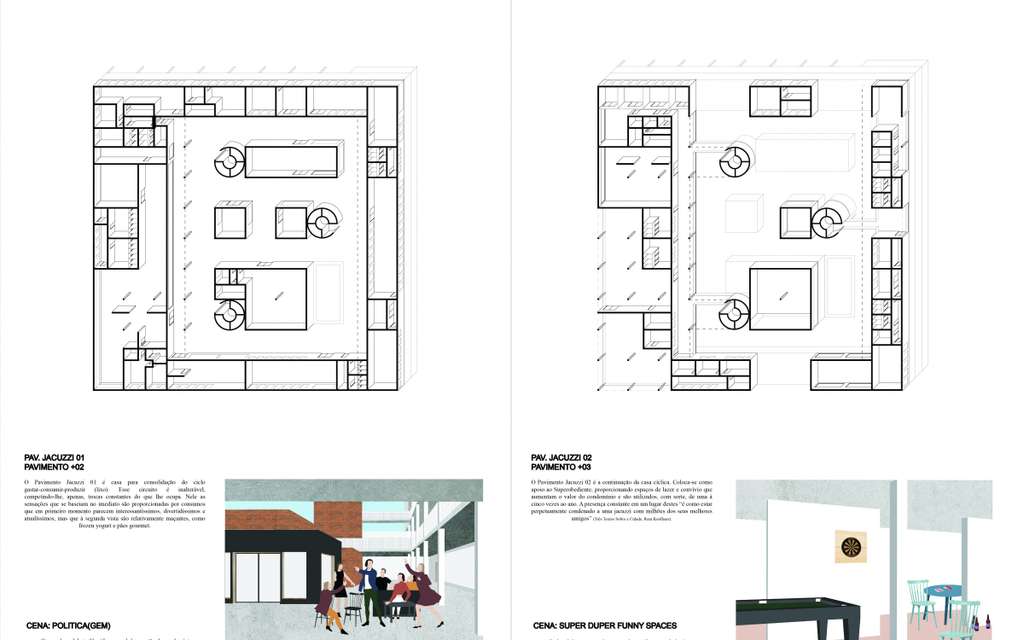 PAV. JACUZZI 01
PAVIMENTO +02
O Pavimento Jacuzzi 01 é casa para consolidação do ciclo
gestar-consumir-produzir (lixo). Esse circuito é inalterável,
competindo-lhe, apenas, trocas constantes do que lhe ocupa. Nele as
sensações que se buscam no imediato são proporcionadas por consumos
que em primeiro momento parecem interessantíssimos, divertidíssimos e
atualíssimos, mas que à segunda vista são relativamente maçantes, como
frozen yogurt e pães gourmet.
CENA: POLITICA(GEM)
PAV. JACUZZI 02
PAVIMENTO +03
O Pavimento Jacuzzi 02 é a continuação da casa cíclica. Coloca-se como
apoio ao Superobediente, proporcionando espaços de lazer e convívio que
aumentam o valor do condomínio e são utilizados, com sorte, de uma à
cinco vezes ao ano. A presença constante em um lugar destes "é como estar
perpetuamente condenado a uma jacuzzi com milhões dos seus melhores
amigos" (Três Textos Sobre a Cidade, Rem Koolhaas).
CENA: SUPER DUPER FUNNY SPACES